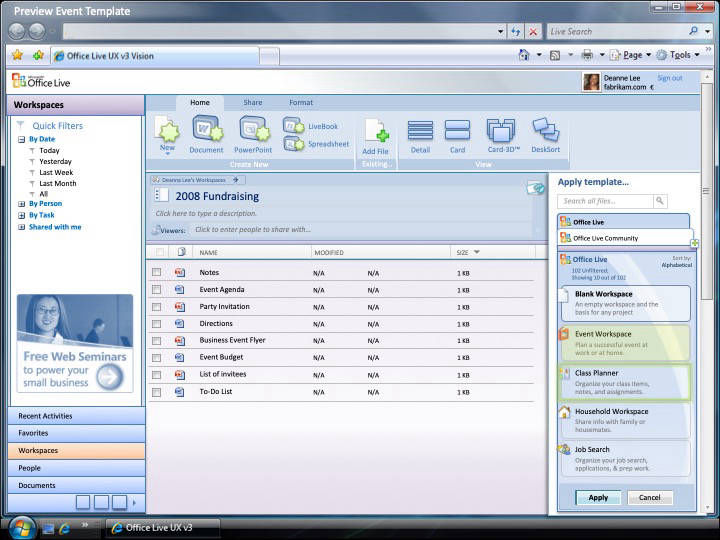 Preview Event Template
Live Search
Office Live UX v3 Vision
Page
Tools
Office Live
Deanne Lee
fabrikam.com €
Sign out
Workspaces
Home
Share
Format
Quick Filters
By Date
Today
Yesterday
Last Week
Last Month
All
By Person
By Task
Shared with me
New
Document
PowerPoint
LiveBook
Spreadsheet
Create New
Add File
Existing...
Detail
Card
Card-3D™
DeskSort
View
Deanna Lee's Workspaces
2008 Fundraising
Click here to type a description.
Viewers: Click here to enter people to share with...
NAME MODIFIED SIZE
Notes N/A N/A 1 KB
Event Agenda N/A N/A 1 KB
Party Invitation N/A N/A 1 KB
Directions N/A N/A 1 KB
Business Event Flyer N/A N/A 1 KB
Event Budget N/A N/A 1 KB
List of invitees N/A N/A 1 KB
To-Do List N/A N/A 1 KB
Apply template...
Search all files...
Office Live
Office Live Community
Office Live
Sort by:
Alphabetical
102 Unfiltered.
Showing 10 out of 102
Blank Workspace
An empty workspace and the
basis for any project
Event Workspace
Plan a successful event at
work or at home.
Class Planner
Organize your class items,
notes, and assignments.
Household Workspace
Share info with family or
housemates.
Job Search
Organize your job search,
applications, & prep work.
Apply
Cancel
Free Web Seminars
to power your
small business
Recent Activities
Favorites
Workspaces
People
Documents
Office Live UX v3